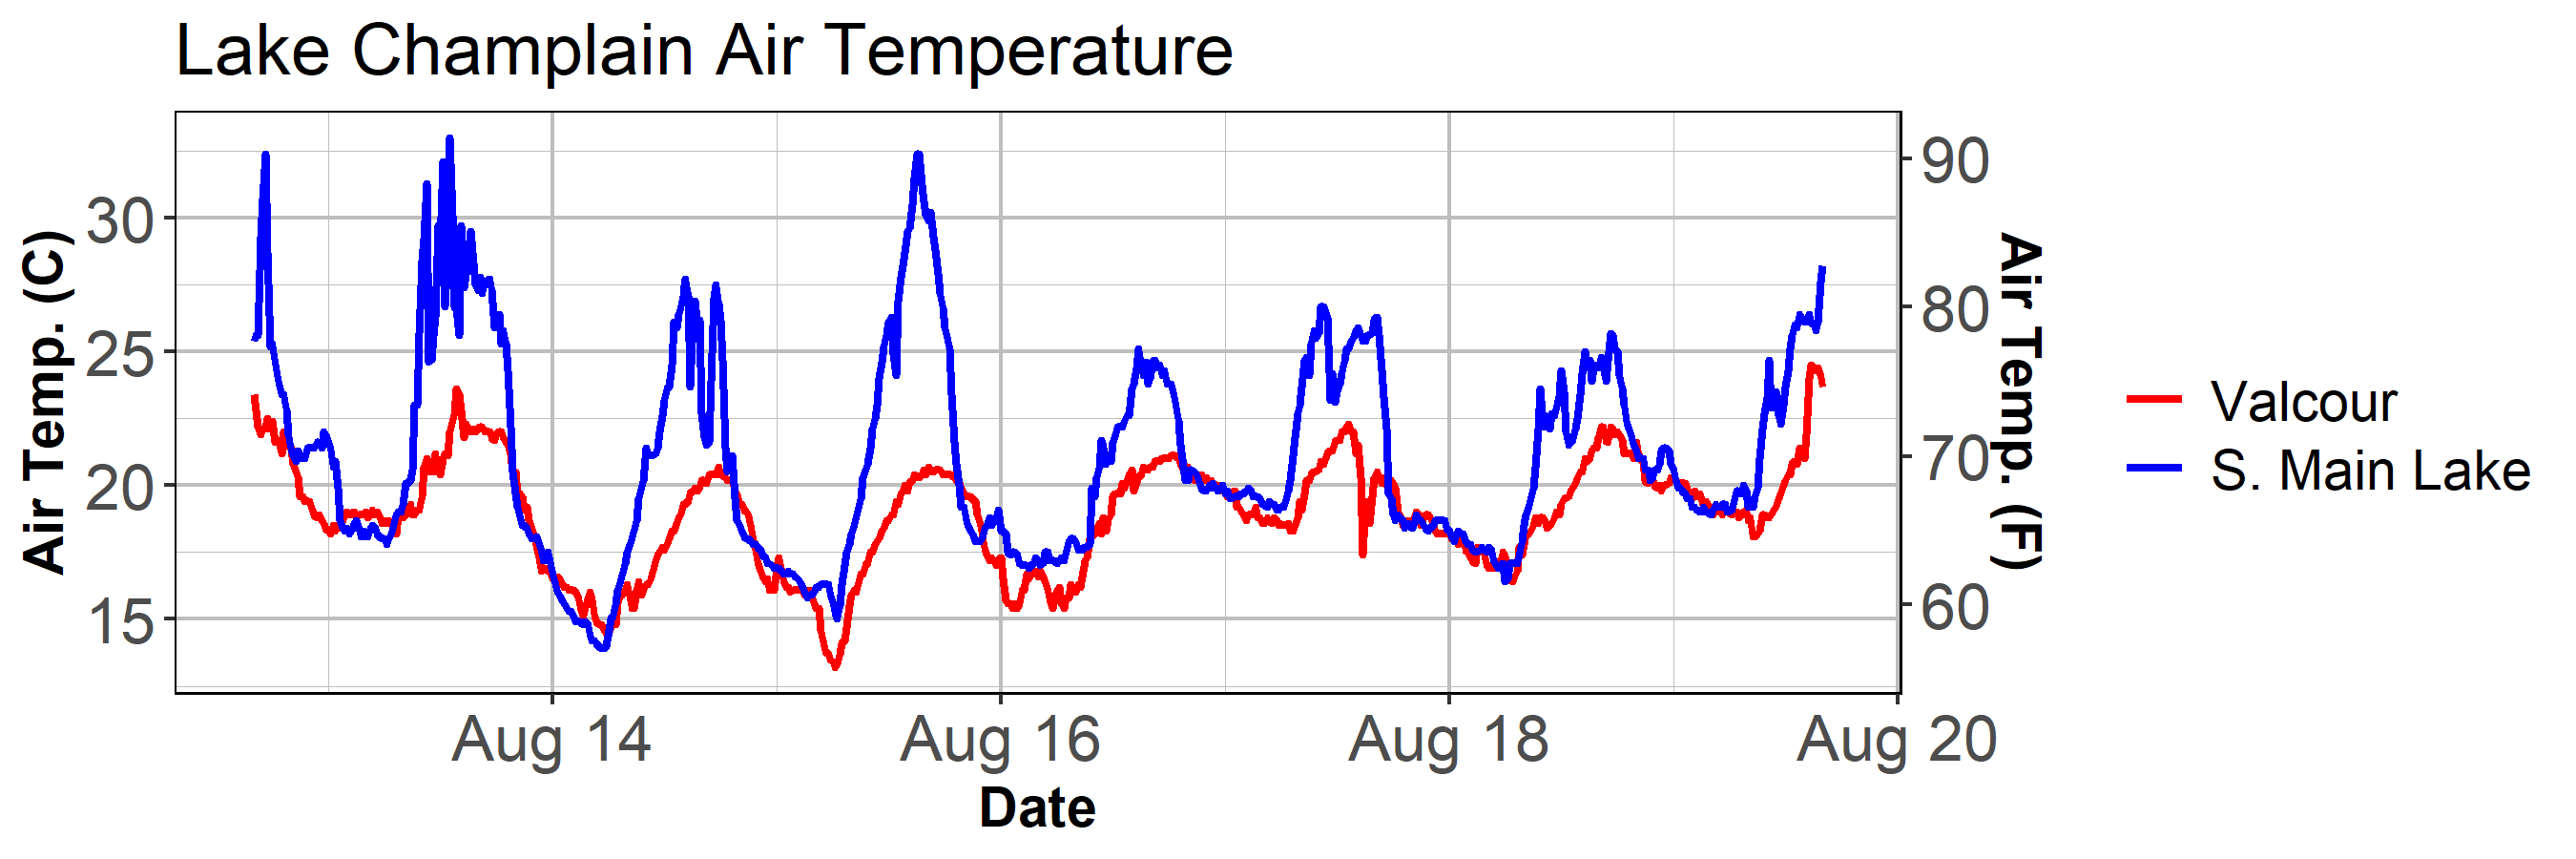 Lake Champlain Air Temperature
Air Temp. (C)
30
25
20
15
90
80
70
60
Air Temp. (F)
Aug 14
Aug 16
Aug 18
Aug 20
Date
Valcour
S. Main Lake